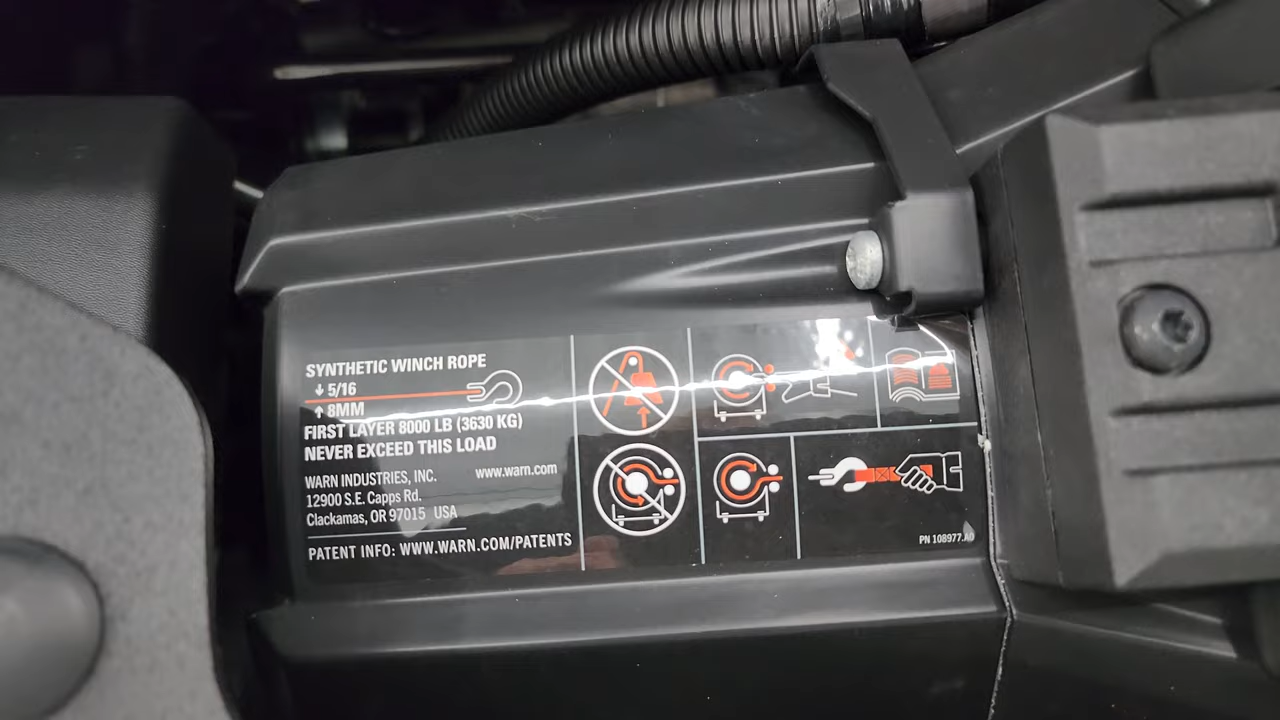 SYNTHETIC WINCH ROPE
↓ 5/16
↑ 8MM
FIRST LAYER 8000 LB (3630 KG)
NEVER EXCEED THIS LOAD
WARN INDUSTRIES, INC. www.warn.com
12900 S.E. Capps Rd.
Clackamas, OR 97015 USA
PATENT INFO: WWW.WARN.COM/PATENTS
PN 108977.A0